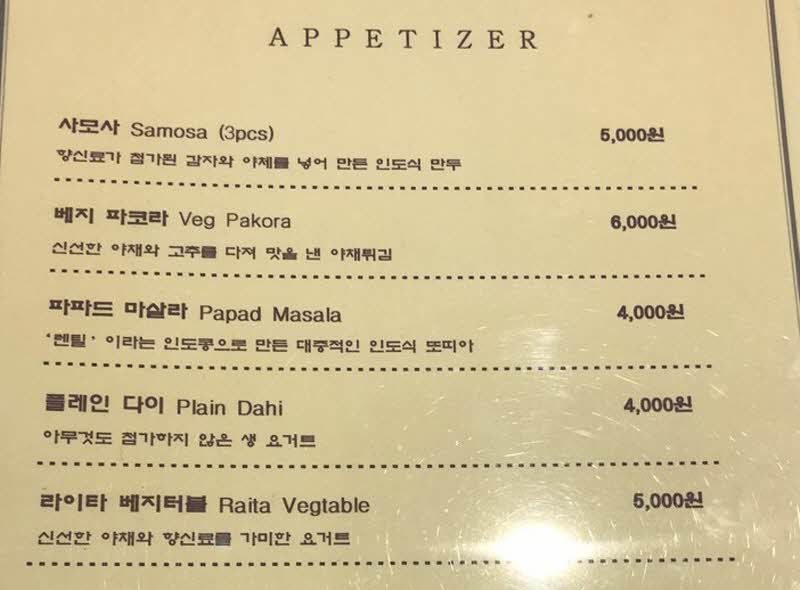 APPETIZER
사모사 Samosa (3pcs) 5,000원
향신료가 첨가된 감자와 야체를 넣어 만든 인도식 만두
베지 파코라 Veg Pakora 6,000원
신선한 야채와 고추를 다져 맛을 낸 야채튀김
파파드 마살라 Papad Masala 4,000원
'렌틸' 이라는 인도콩으로 만든 대중적인 인도식 또띠아
플레인 다이 Plain Dahi 4,000원
아무것도 첨가하지 않은 생 요거트
라이타 베지터블 Raita Vegtable 5,000원
신선한 야채와 향신료를 가미한 요거트